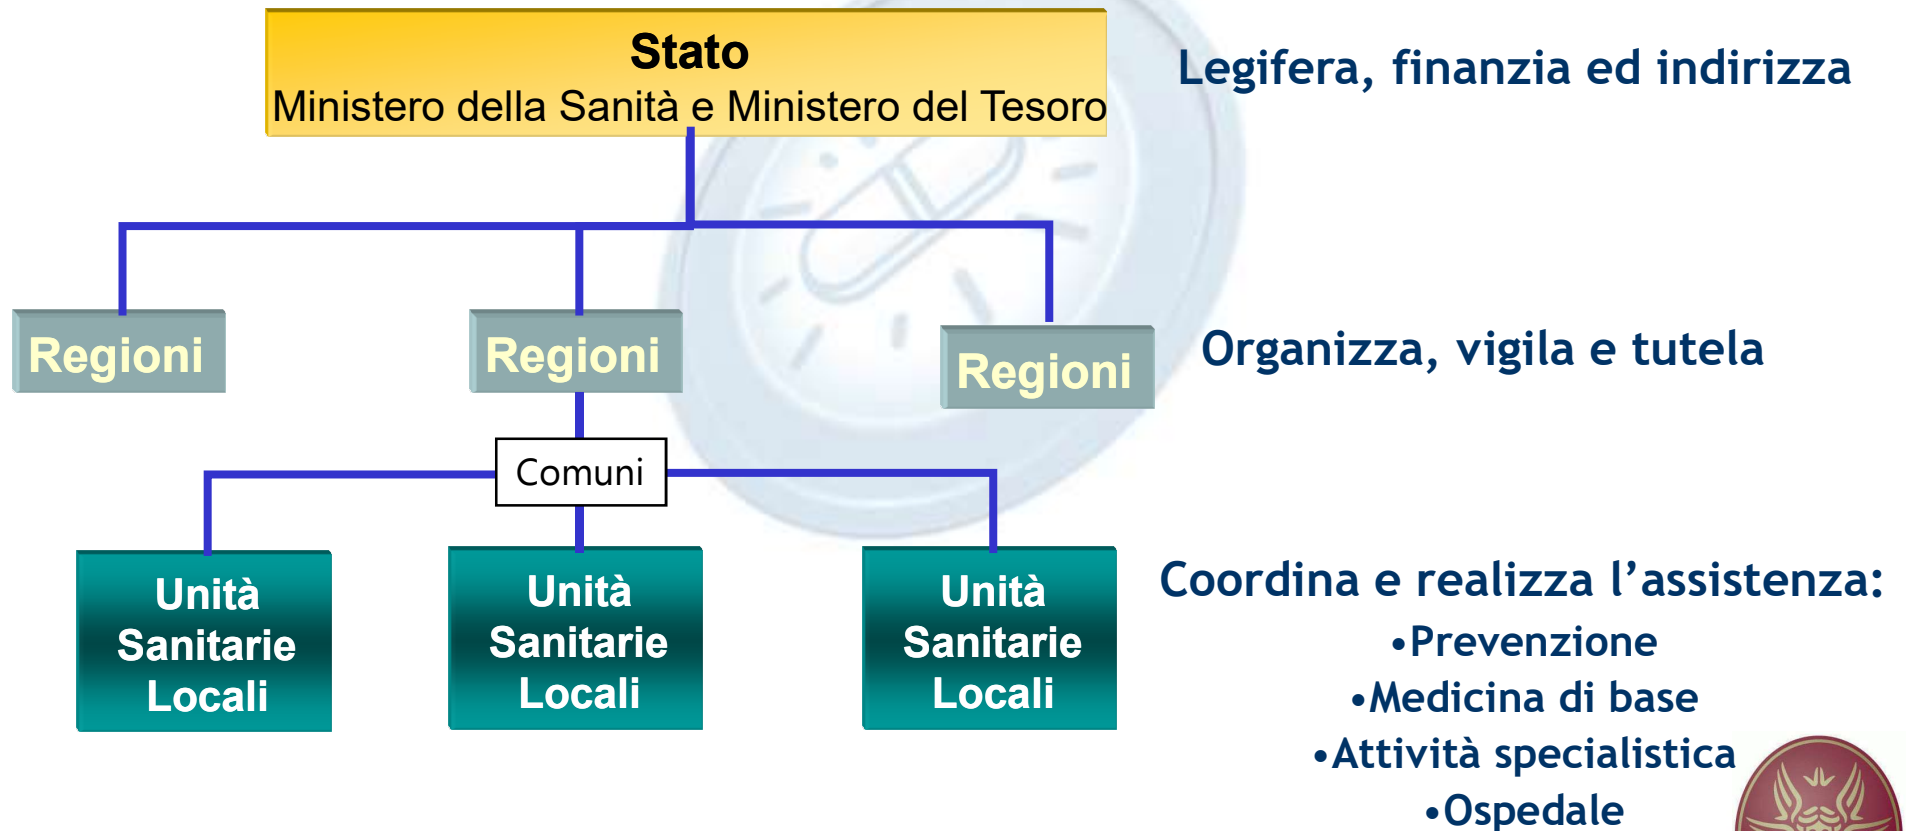 Stato
Ministero della Sanità e Ministero del Tesoro
Legifera, finanzia ed indirizza
Regioni
Regioni
Regioni
Organizza, vigila e tutela
Comuni
Unità
Sanitarie
Locali
Unità
Sanitarie
Locali
Unità
Sanitarie
Locali
Coordina e realizza l’assistenza:
•Prevenzione
•Medicina di base
•Attività specialistica
•Ospedale